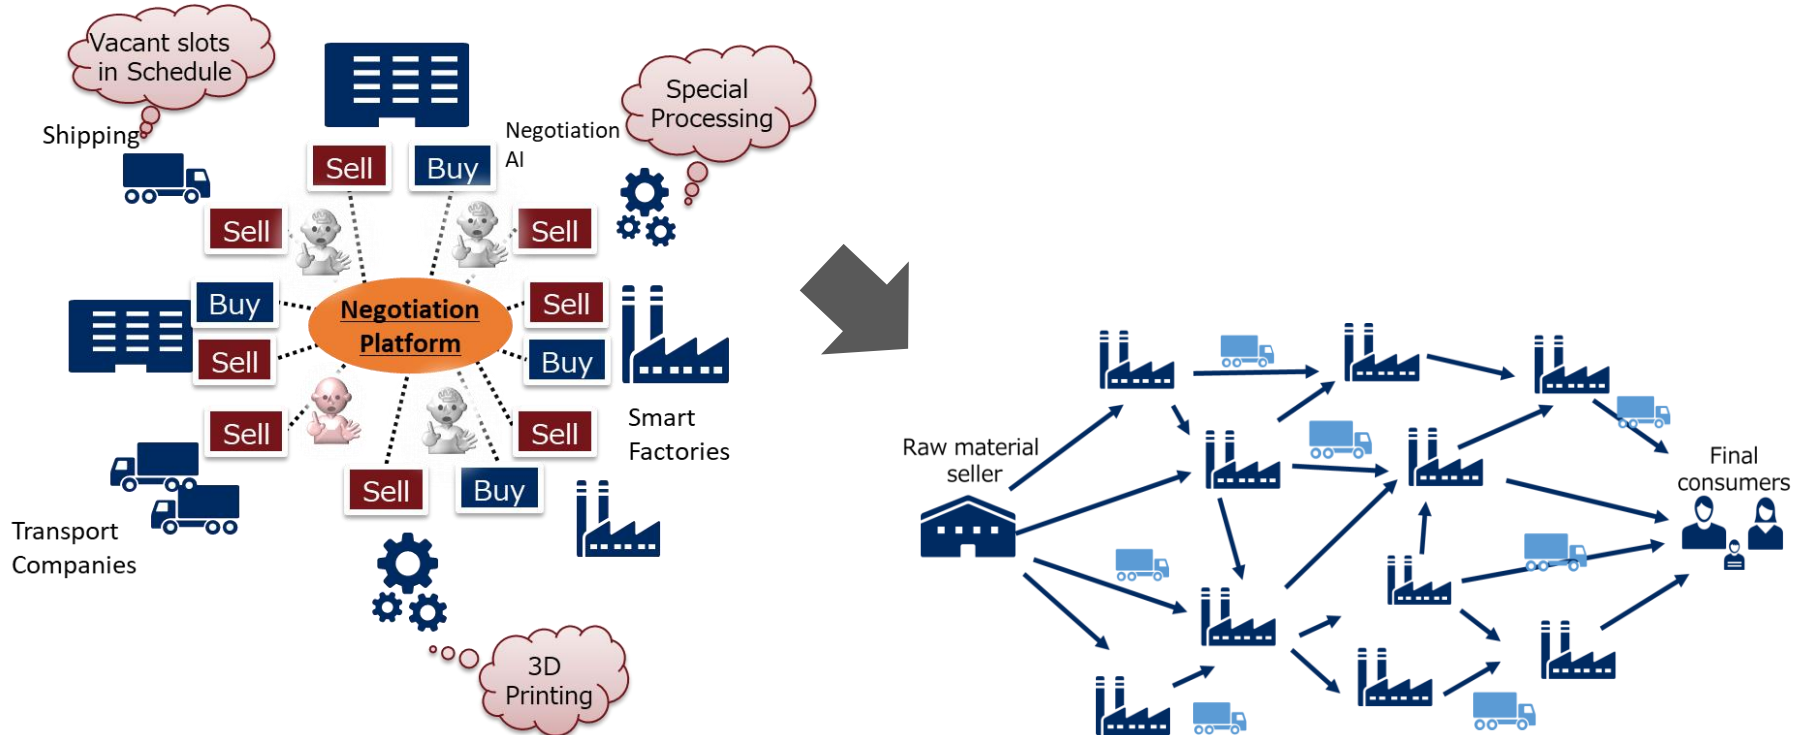 Vacant slots
in Schedule
Shipping
Special
Processing
Negotiation
AI
Sell
Buy
Sell
Sell
Buy
Sell
Negotiation
Platform
Sell
Buy
Sell
Sell
Sell
Buy
Smart
Factories
Transport
Companies
3D
Printing
Raw material
seller
Final
consumers